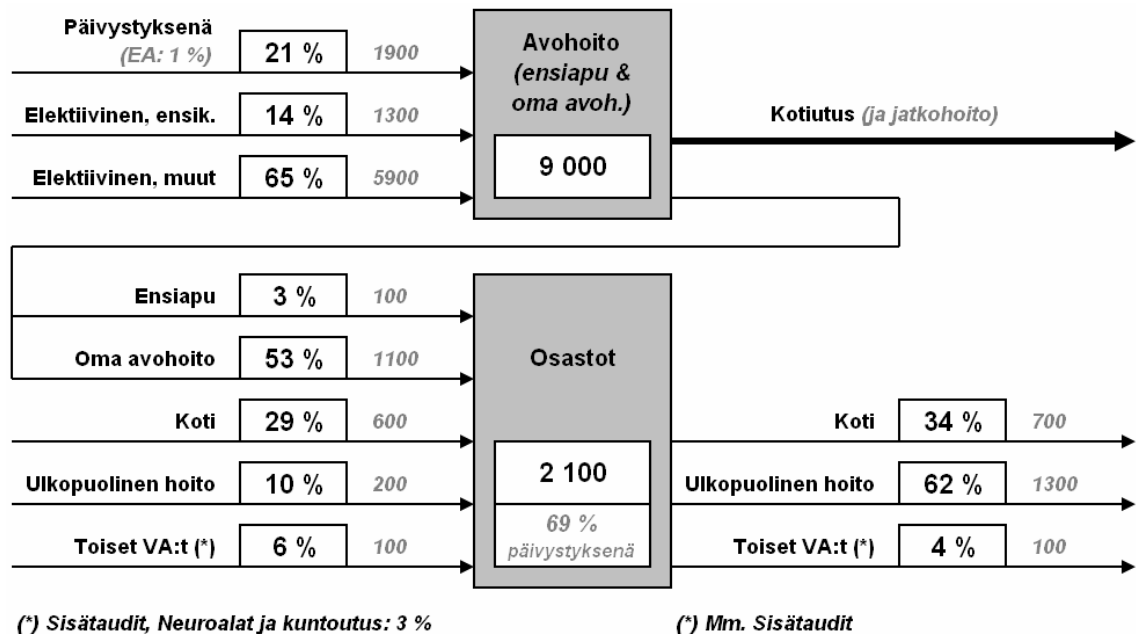 Päivystyksenä
(EA: 1 %)
21 %
1900
Elektiivinen, ensik.
14 %
1300
Elektiivinen, muut
65 %
5900
Avohoito
(ensiapu &
oma avoh.)
9 000
Kotiutus (ja jatkohoito)
Ensiapu
3 %
100
Oma avohoito
53 %
1100
Koti
29 %
600
Ulkopuolinen hoito
10 %
200
Toiset VA:t (*)
6 %
100
Osastot
2 100
69 %
päivystyksenä
Koti
34 %
700
Ulkopuolinen hoito
62 %
1300
Toiset VA:t (*)
4 %
100
(*) Sisätaudit, Neuroalat ja kuntoutus: 3 %
(*) Mm. Sisätaudit